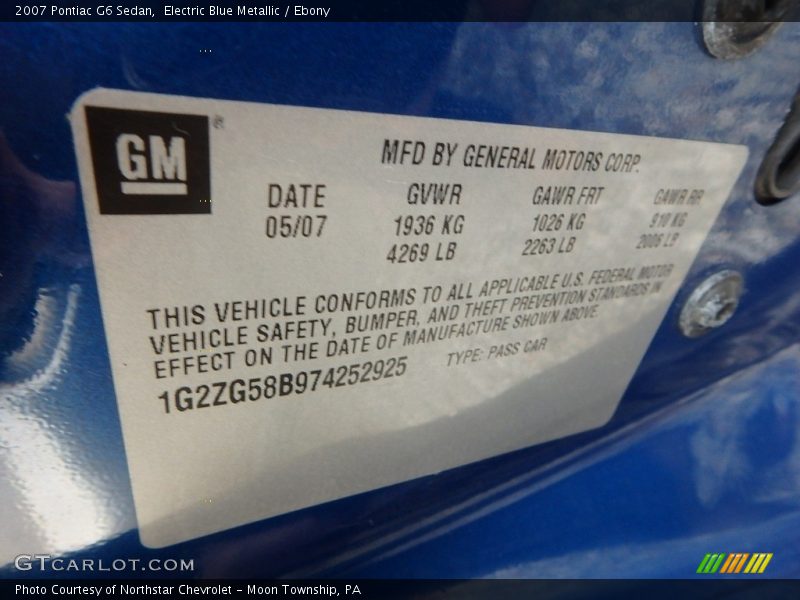 2007 Pontiac G6 Sedan,  Electric Blue Metallic / Ebony
GM®
MFD BY GENERAL MOTORS CORP.
DATE GVWR GAWR FRT GAWR RR
05/07 1936 KG 1026 KG 910 KG
4269 LB 2263 LB 2006 LB
THIS VEHICLE CONFORMS TO ALL APPLICABLE U.S. FEDERAL MOTOR
VEHICLE SAFETY, BUMPER, AND THEFT PREVENTION STANDARDS IN
EFFECT ON THE DATE OF MANUFACTURE SHOWN ABOVE.
1G2ZG58B974252925 TYPE: PASS CAR
GTCARLOT.COM
Photo Courtesy of Northstar Chevrolet - Moon Township, PA